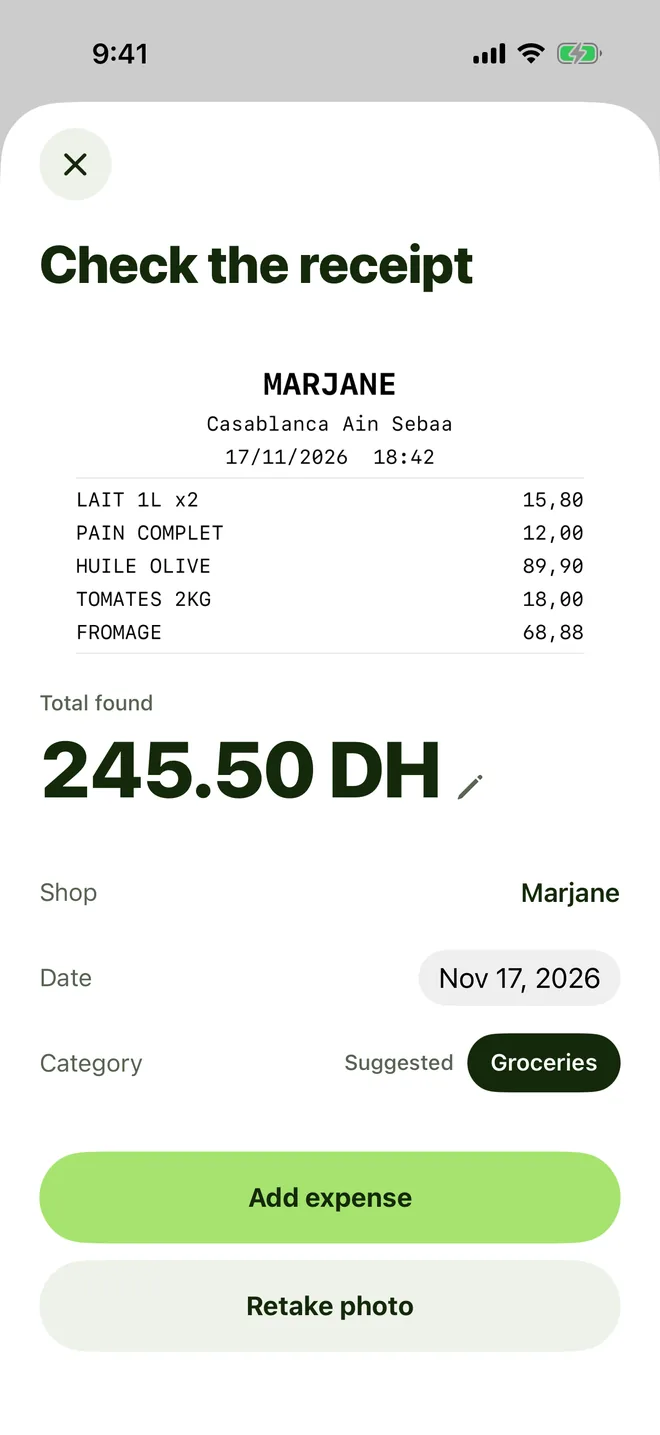 9:41
Check the receipt
MARJANE
Casablanca Ain Sebaa
17/11/2026 18:42
LAIT 1L x2 15,80
PAIN COMPLET 12,00
HUILE OLIVE 89,90
TOMATES 2KG 18,00
FROMAGE 68,88
Total found
245.50 DH
Shop Marjane
Date Nov 17, 2026
Category Suggested Groceries
Add expense
Retake photo